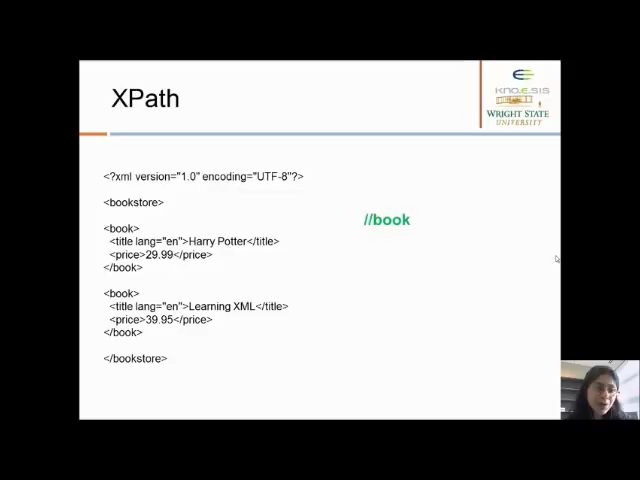 XPath
KNO.E.SIS
WRIGHT STATE
UNIVERSITY
<?xml version="1.0" encoding="UTF-8"?>
<bookstore>
//book
<book>
<title lang="en">Harry Potter</title>
<price>29.99</price>
</book>
<book>
<title lang="en">Learning XML</title>
<price>39.95</price>
</book>
</bookstore>